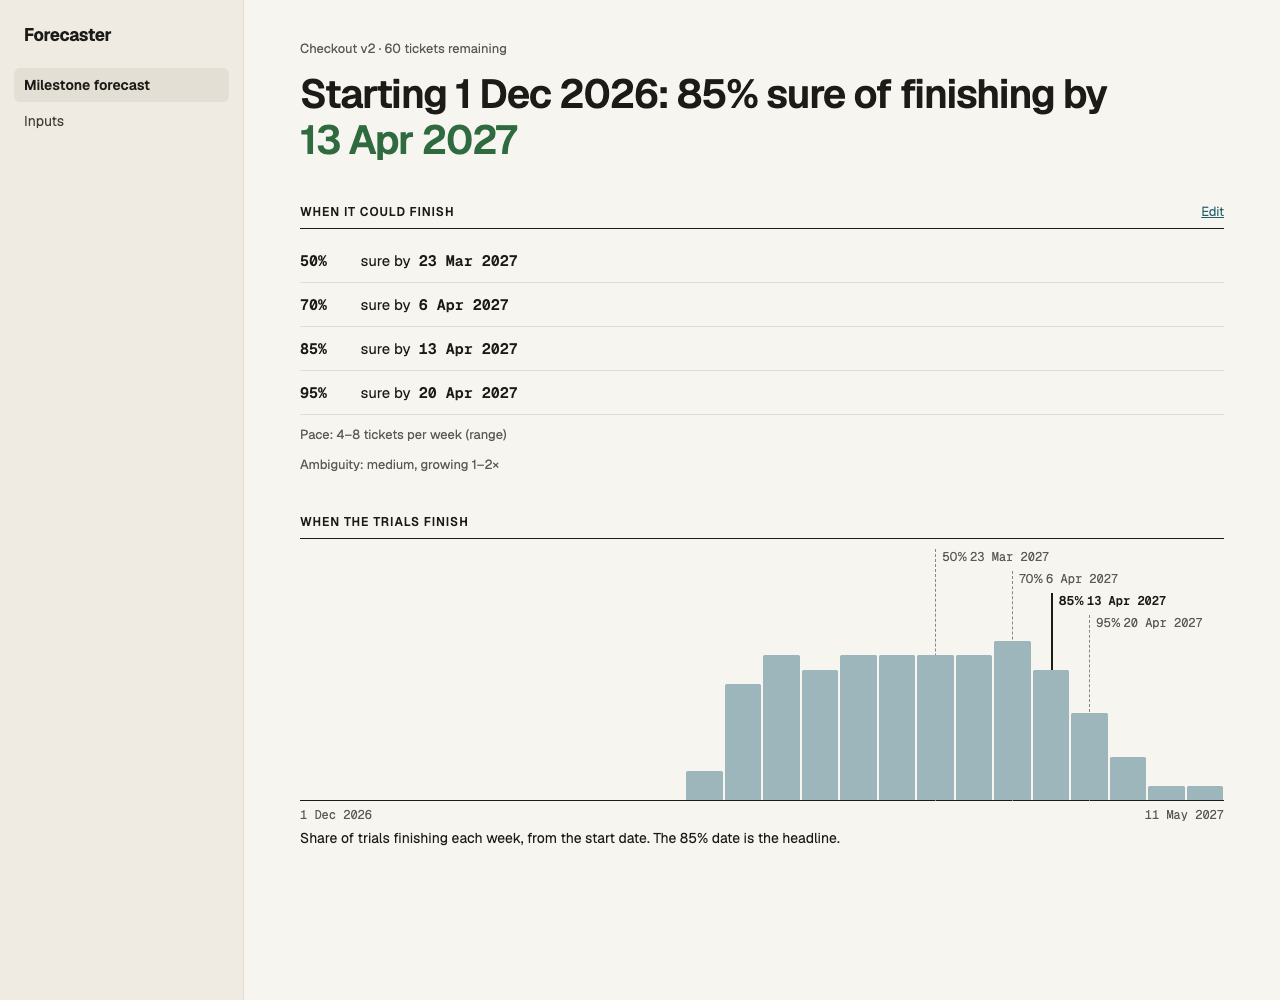 Forecaster
Milestone forecast
Inputs
Checkout v2 · 60 tickets remaining
Starting 1 Dec 2026: 85% sure of finishing by
13 Apr 2027
WHEN IT COULD FINISH
Edit
50% sure by 23 Mar 2027
70% sure by 6 Apr 2027
85% sure by 13 Apr 2027
95% sure by 20 Apr 2027
Pace: 4–8 tickets per week (range)
Ambiguity: medium, growing 1–2×
WHEN THE TRIALS FINISH
50% 23 Mar 2027
70% 6 Apr 2027
85% 13 Apr 2027
95% 20 Apr 2027
1 Dec 2026
11 May 2027
Share of trials finishing each week, from the start date. The 85% date is the headline.